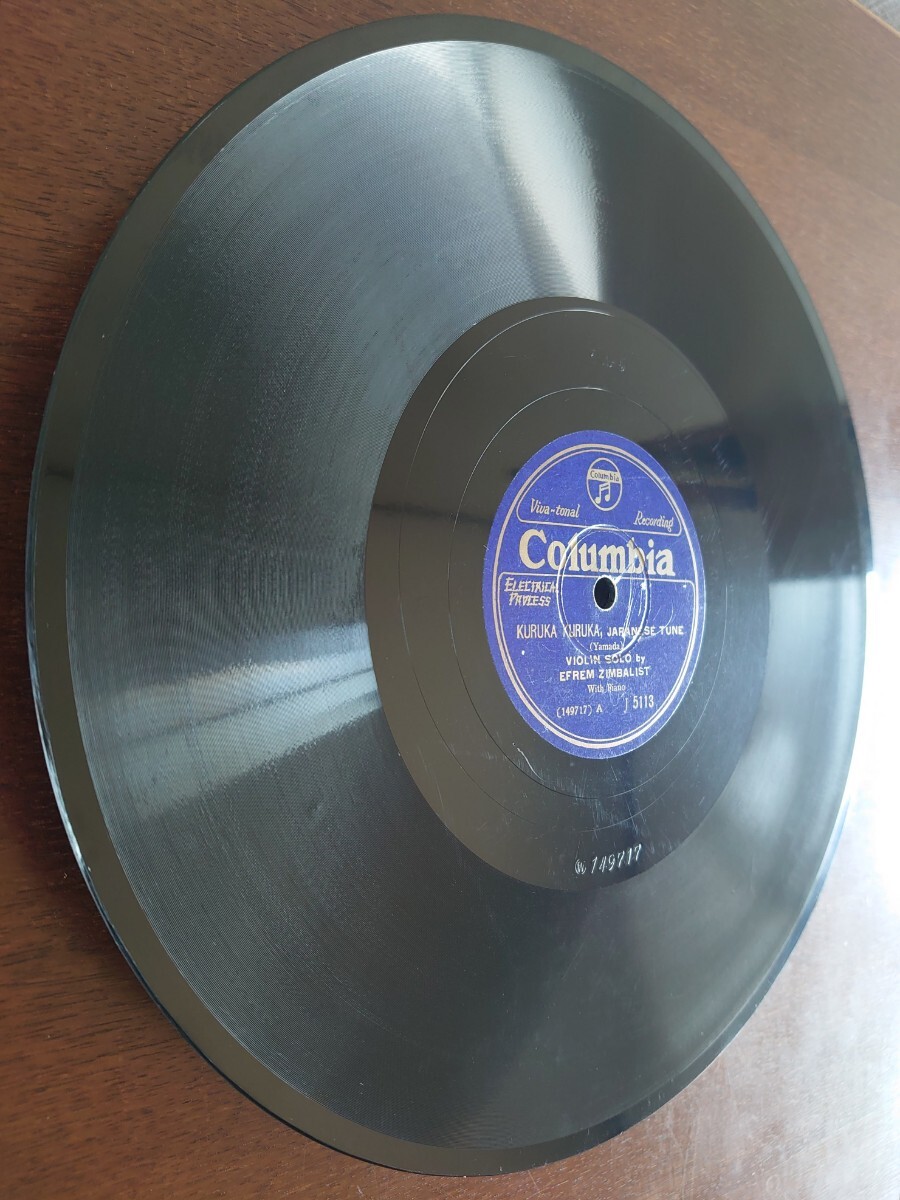 Columbia
Viva-tonal Recording
Columbia
ELECTRICAL
PROCESS
KURUKA KURUKA, JAPANESE TUNE
(Yamada)
VIOLIN SOLO by
EFREM ZIMBALIST
With Piano
(149717) A J 5113
W 149717